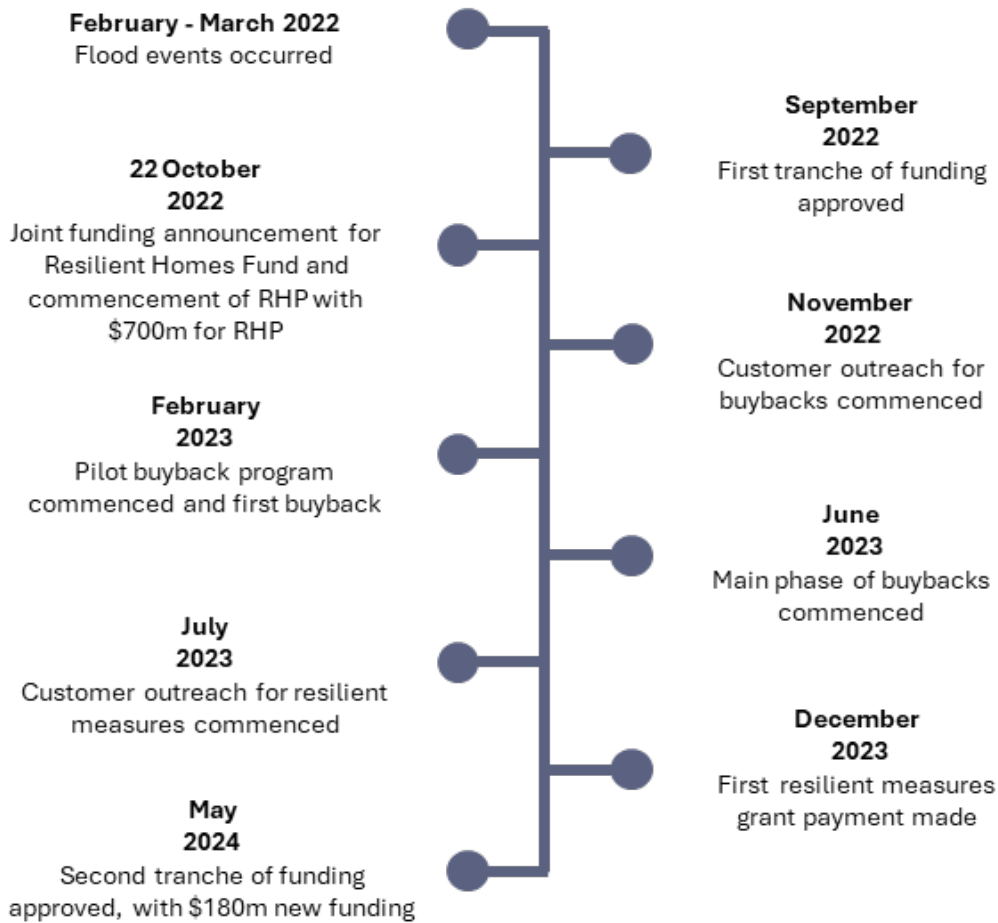 February - March 2022
Flood events occurred
September
2022
First tranche of funding
approved
22 October
2022
Joint funding announcement for
Resilient Homes Fund and
commencement of RHP with
$700m for RHP
November
2022
Customer outreach for
buybacks commenced
February
2023
Pilot buyback program
commenced and first buyback
June
2023
Main phase of buybacks
commenced
July
2023
Customer outreach for resilient
measures commenced
December
2023
First resilient measures
grant payment made
May
2024
Second tranche of funding
approved, with $180m new funding